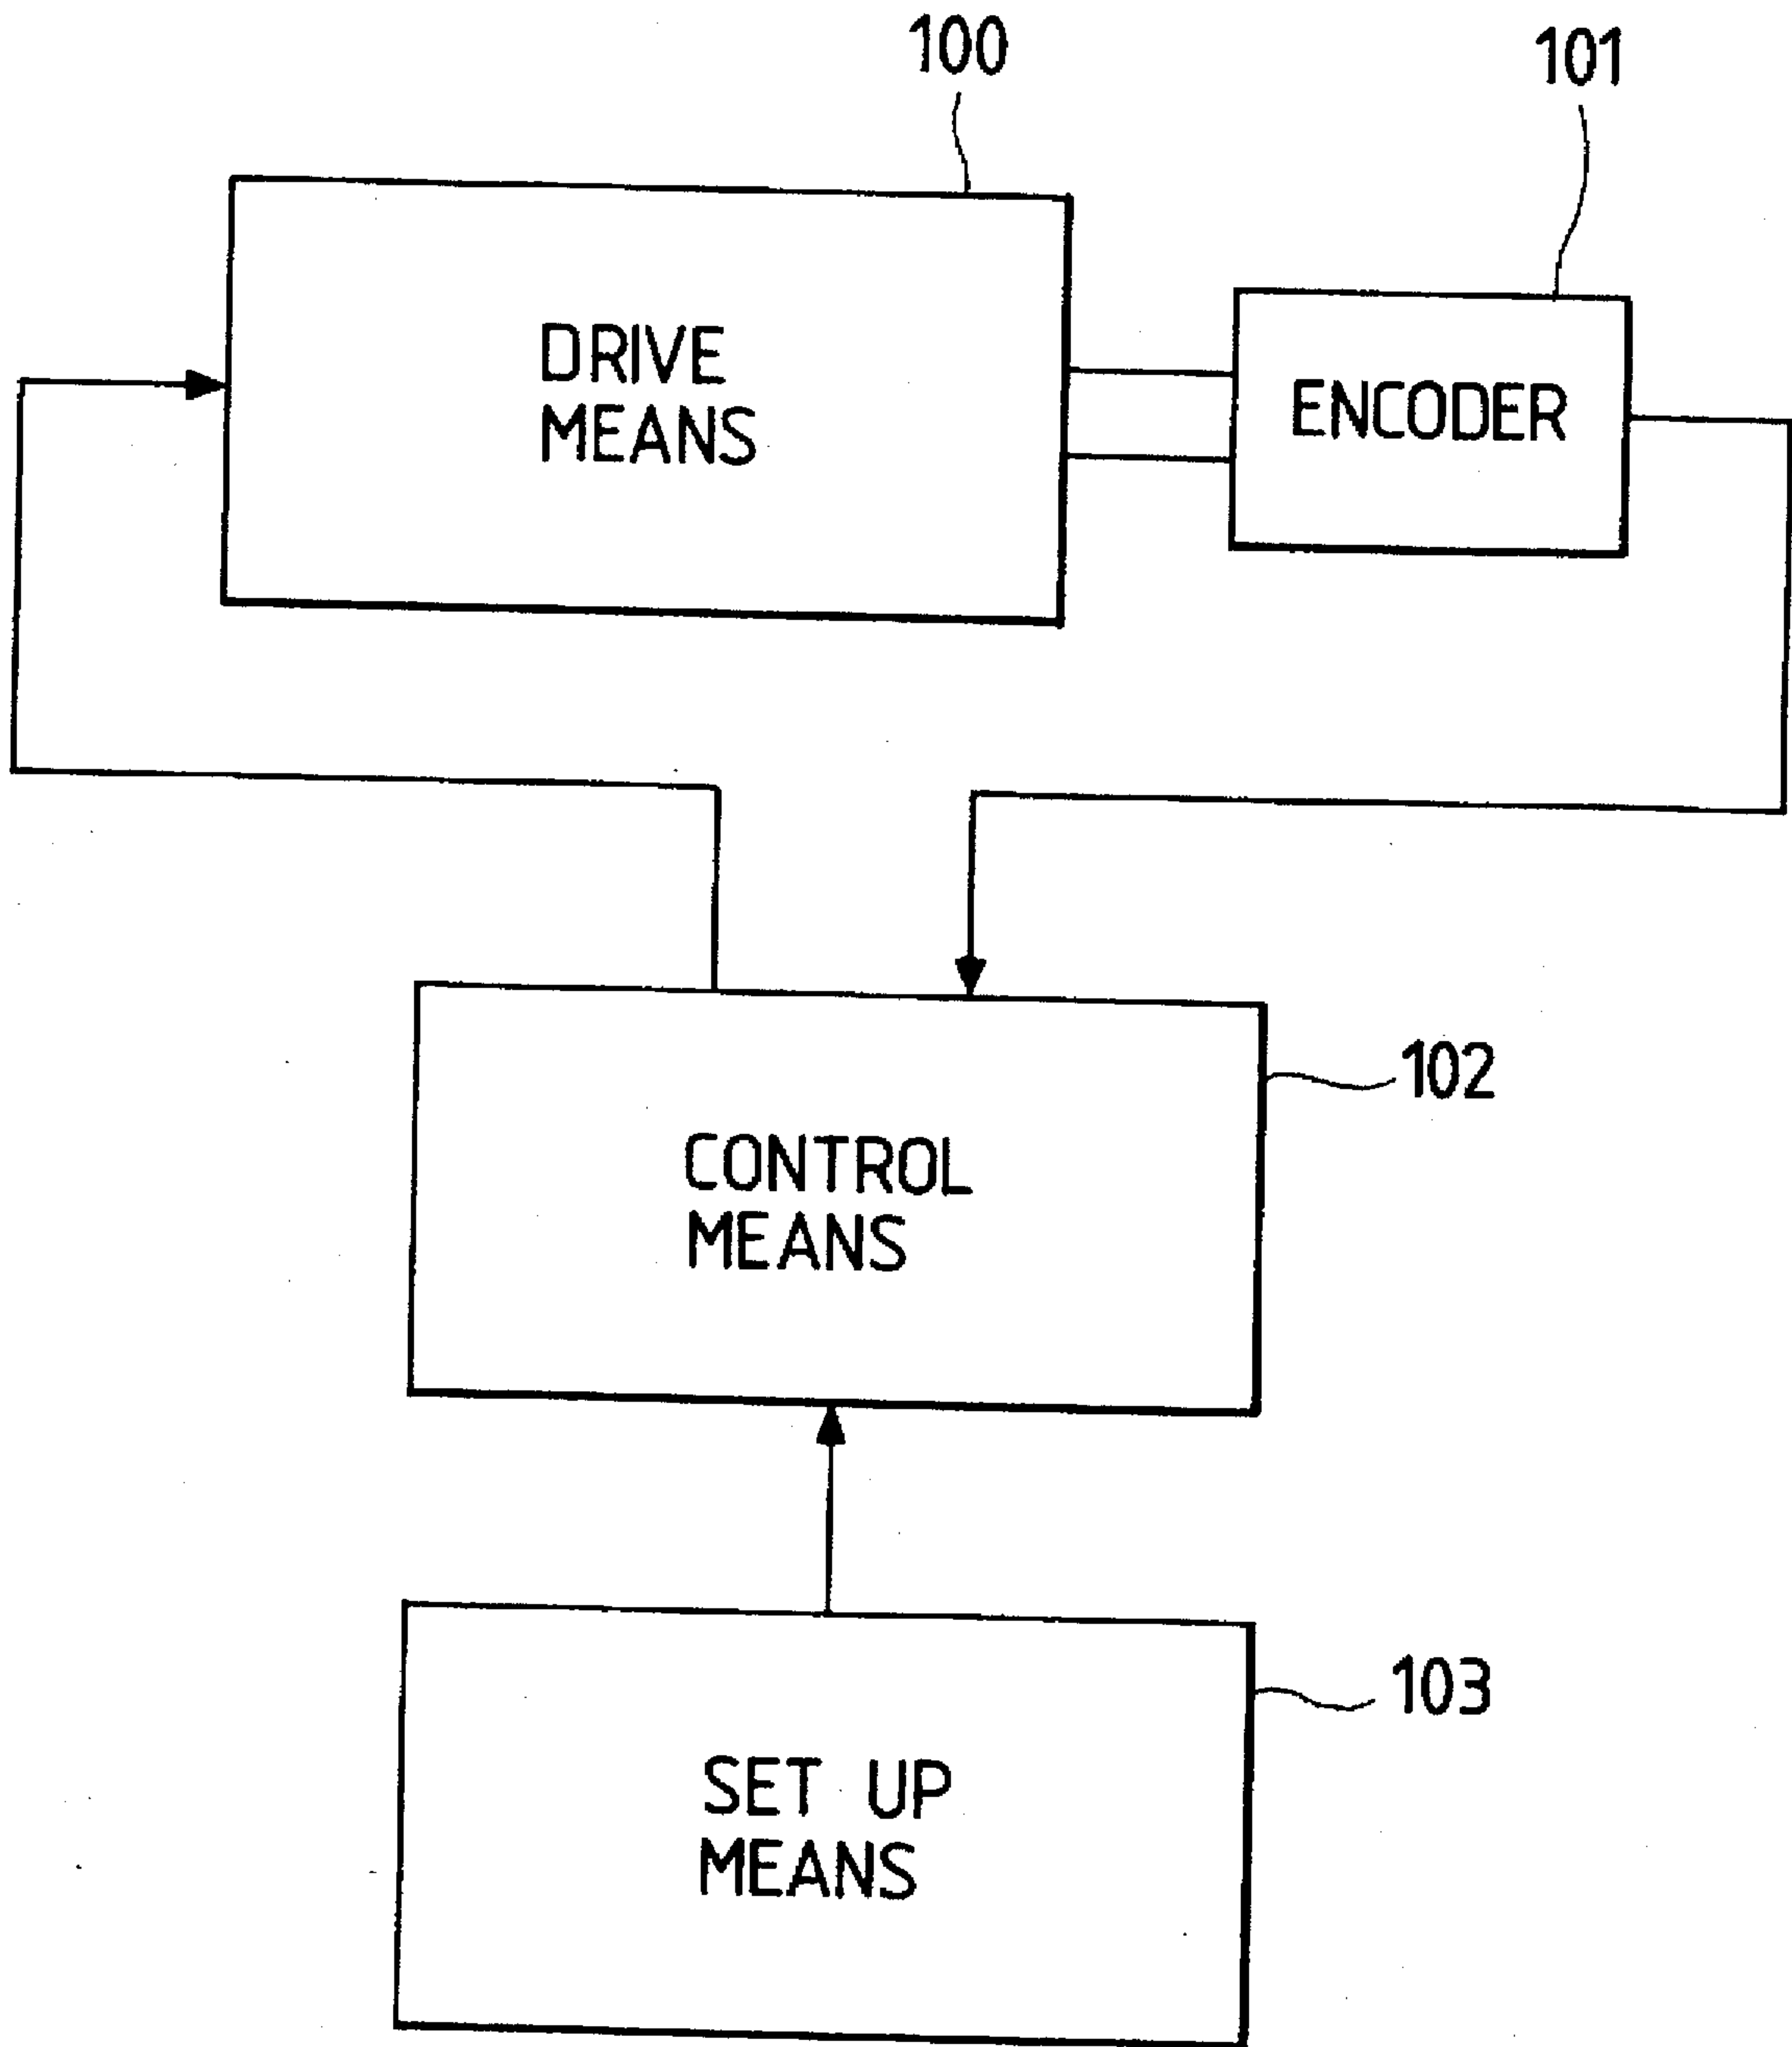 100
101
DRIVE
MEANS
ENCODER
102
CONTROL
MEANS
103
SET UP
MEANS